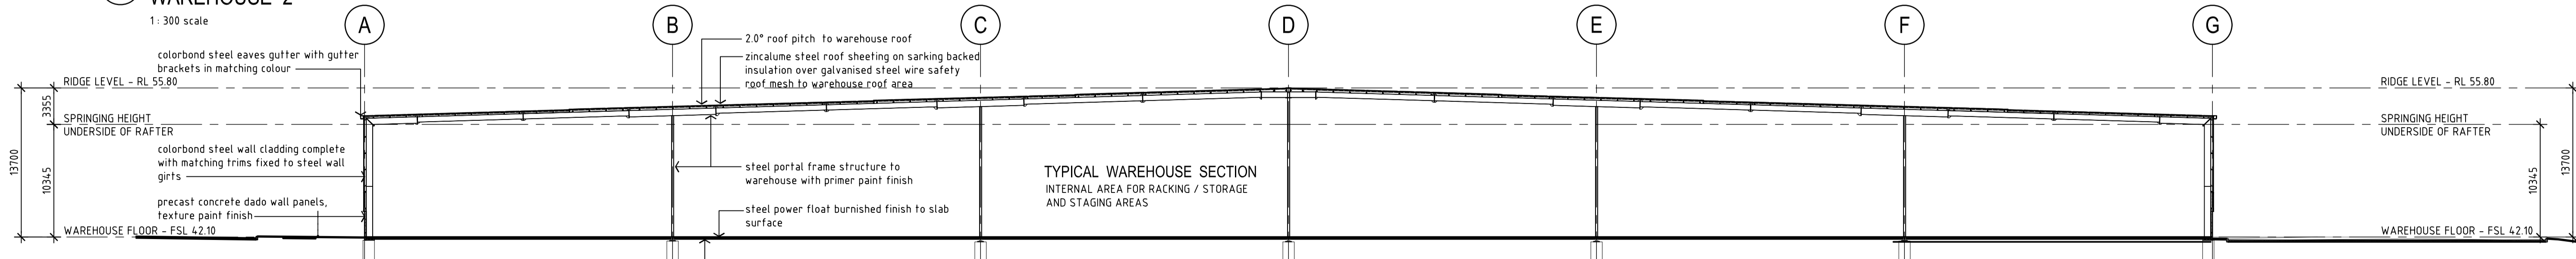 WAREHOUSE 2
1 : 300 scale
A
B
C
D
E
F
G
colorbond steel eaves gutter with gutter
brackets in matching colour
2.0° roof pitch to warehouse roof
zincalume steel roof sheeting on sarking backed
insulation over galvanised steel wire safety
roof mesh to warehouse roof area
RIDGE LEVEL - RL 55.80
RIDGE LEVEL - RL 55.80
3355
SPRINGING HEIGHT
UNDERSIDE OF RAFTER
SPRINGING HEIGHT
UNDERSIDE OF RAFTER
colorbond steel wall cladding complete
with matching trims fixed to steel wall
girts
13700
10345
steel portal frame structure to
warehouse with primer paint finish
TYPICAL WAREHOUSE SECTION
INTERNAL AREA FOR RACKING / STORAGE
AND STAGING AREAS
10345
13700
precast concrete dado wall panels,
texture paint finish
steel power float burnished finish to slab
surface
WAREHOUSE FLOOR - FSL 42.10
WAREHOUSE FLOOR - FSL 42.10